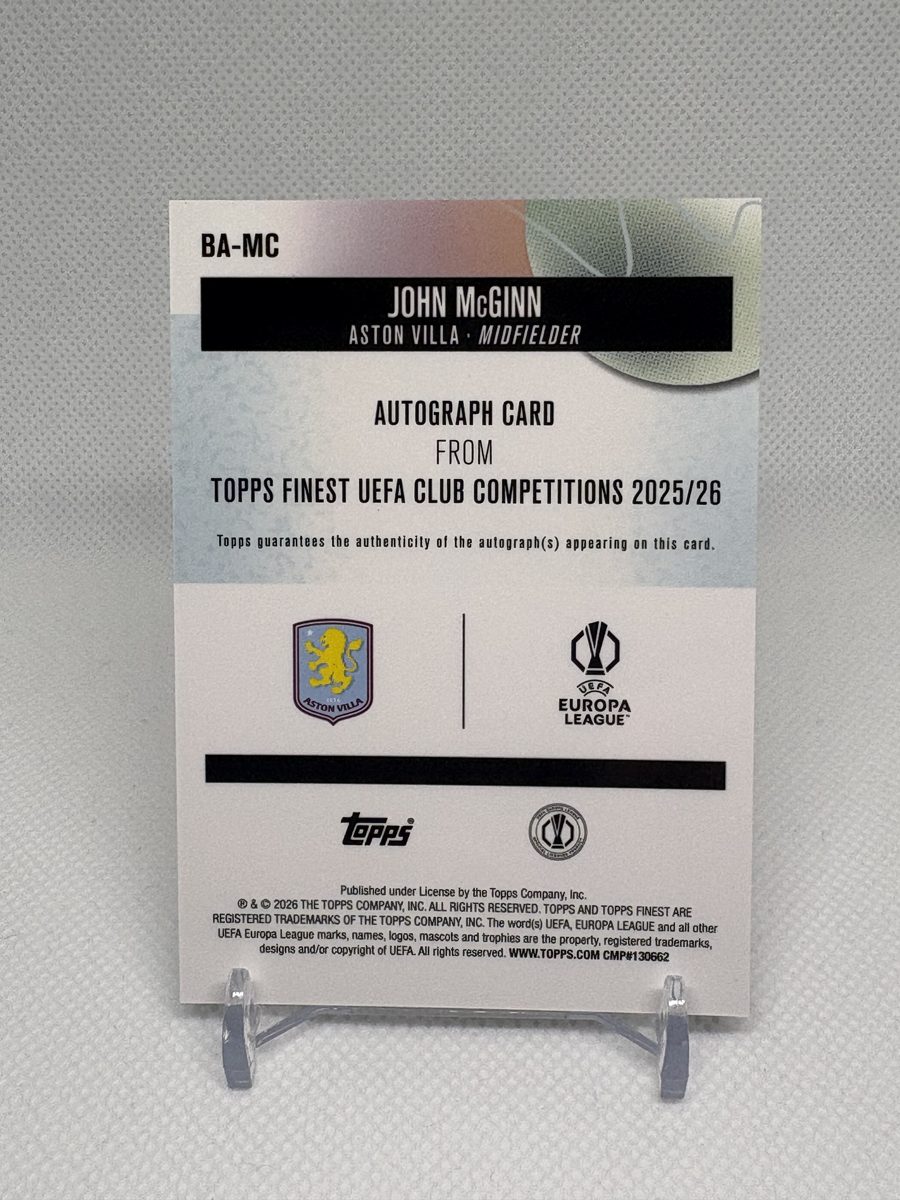 BA-MC
JOHN McGINN
ASTON VILLA · MIDFIELDER
AUTOGRAPH CARD
FROM
TOPPS FINEST UEFA CLUB COMPETITIONS 2025/26
Topps guarantees the authenticity of the autograph(s) appearing on this card.
1874
ASTON VILLA
UEFA
EUROPA
LEAGUE™
Topps®
Published under License by the Topps Company, Inc.
® & © 2026 THE TOPPS COMPANY, INC. ALL RIGHTS RESERVED. TOPPS AND TOPPS FINEST ARE
REGISTERED TRADEMARKS OF THE TOPPS COMPANY, INC. The word(s) UEFA, EUROPA LEAGUE and all other
UEFA Europa League marks, names, logos, mascots and trophies are the property, registered trademarks,
designs and/or copyright of UEFA. All rights reserved. WWW.TOPPS.COM CMP#130662